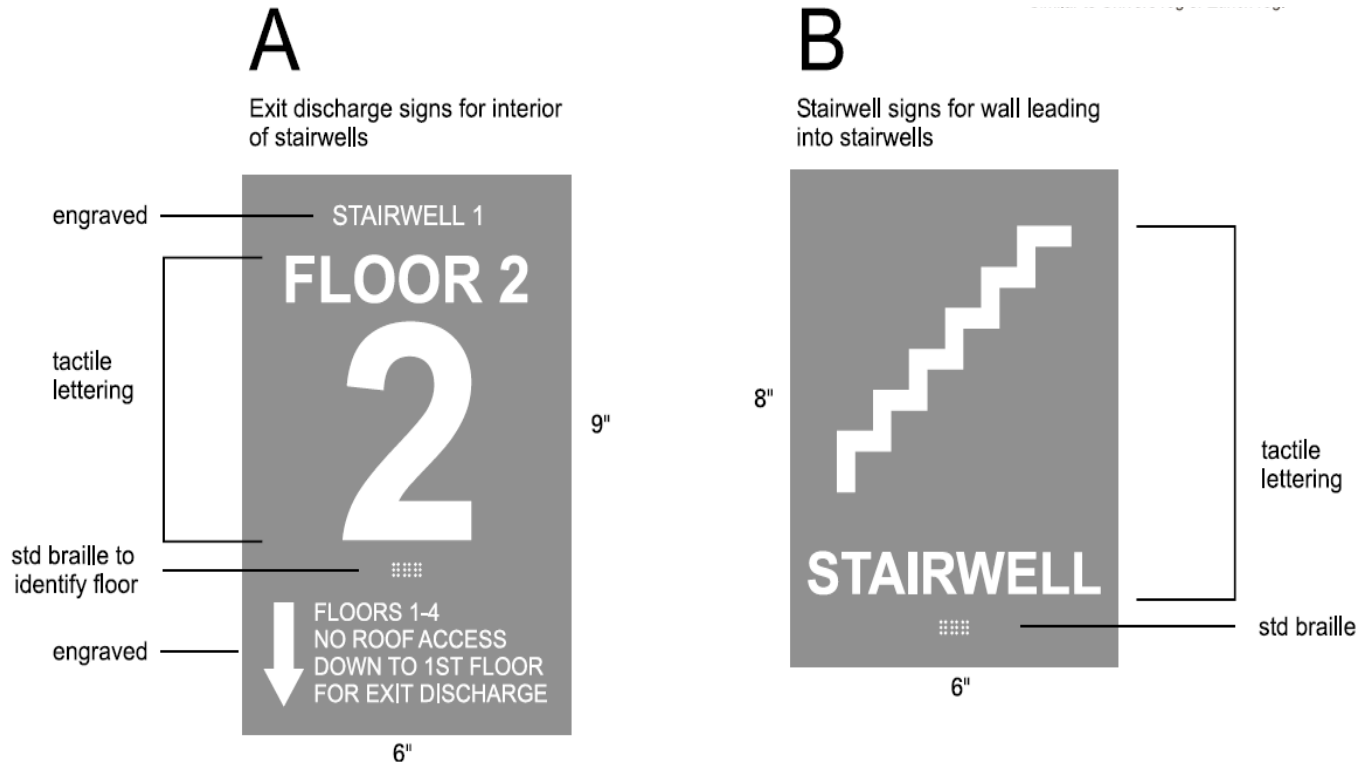 A
Exit discharge signs for interior
of stairwells
engraved
STAIRWELL 1
FLOOR 2
2
tactile
lettering
9"
std braille to
identify floor
engraved
FLOORS 1-4
NO ROOF ACCESS
DOWN TO 1ST FLOOR
FOR EXIT DISCHARGE
6"
B
Stairwell signs for wall leading
into stairwells
8"
tactile
lettering
STAIRWELL
std braille
6"